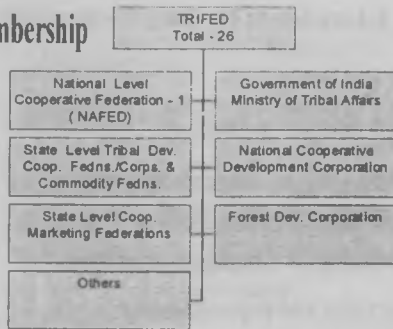 mbership
TRIFED
Total - 26
National Level
Cooperative Federation - 1
( NAFED)
Government of India
Ministry of Tribal Affairs
State Level Tribal Dev.
Coop. Fedns./Corps. &
Commodity Fedns.
National Cooperative
Development Corporation
State Level Coop.
Marketing Federations
Forest Dev. Corporation
Others